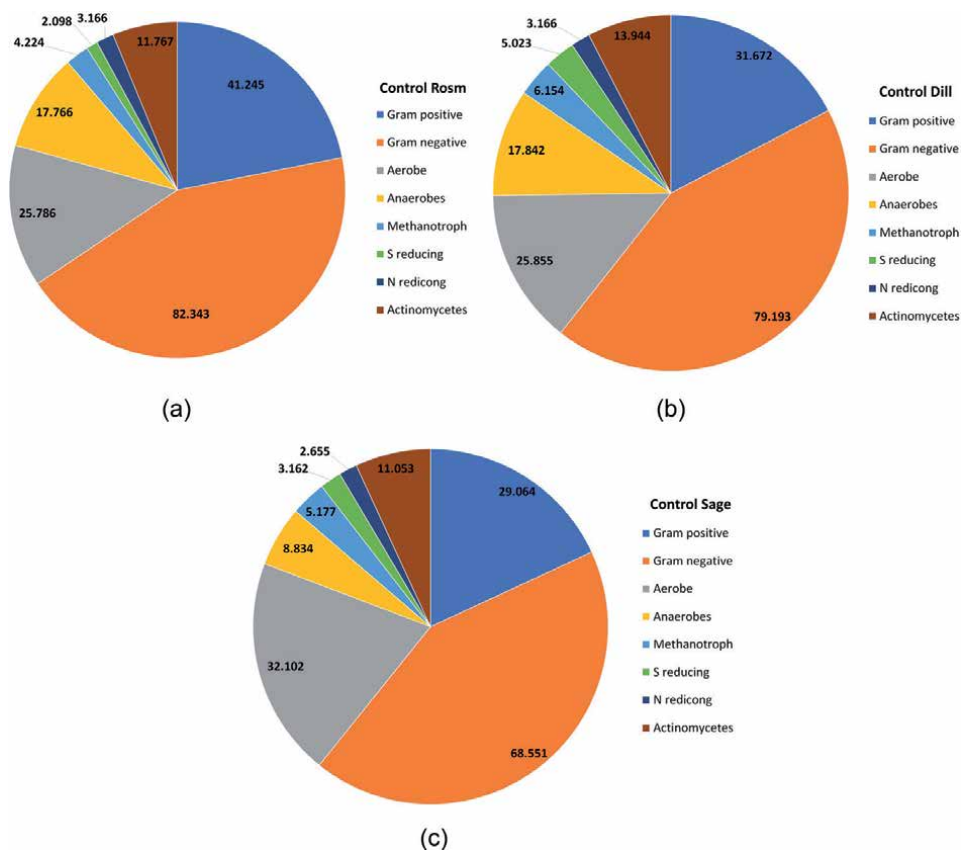 2.098
3.166
4.224
11.767
41.245
17.766
25.786
82.343
Control Rosm
Gram positive
Gram negative
Aerobe
Anaerobes
Methanotroph
S reducing
N redicong
Actinomycetes
(a)
3.166
5.023
13.944
31.672
6.154
17.842
25.855
79.193
Control Dill
Gram positive
Gram negative
Aerobe
Anaerobes
Methanotroph
S reducing
N redicong
Actinomycetes
(b)
2.655
3.162
11.053
29.064
5.177
8.834
32.102
68.551
Control Sage
Gram positive
Gram negative
Aerobe
Anaerobes
Methanotroph
S reducing
N redicong
Actinomycetes
(c)